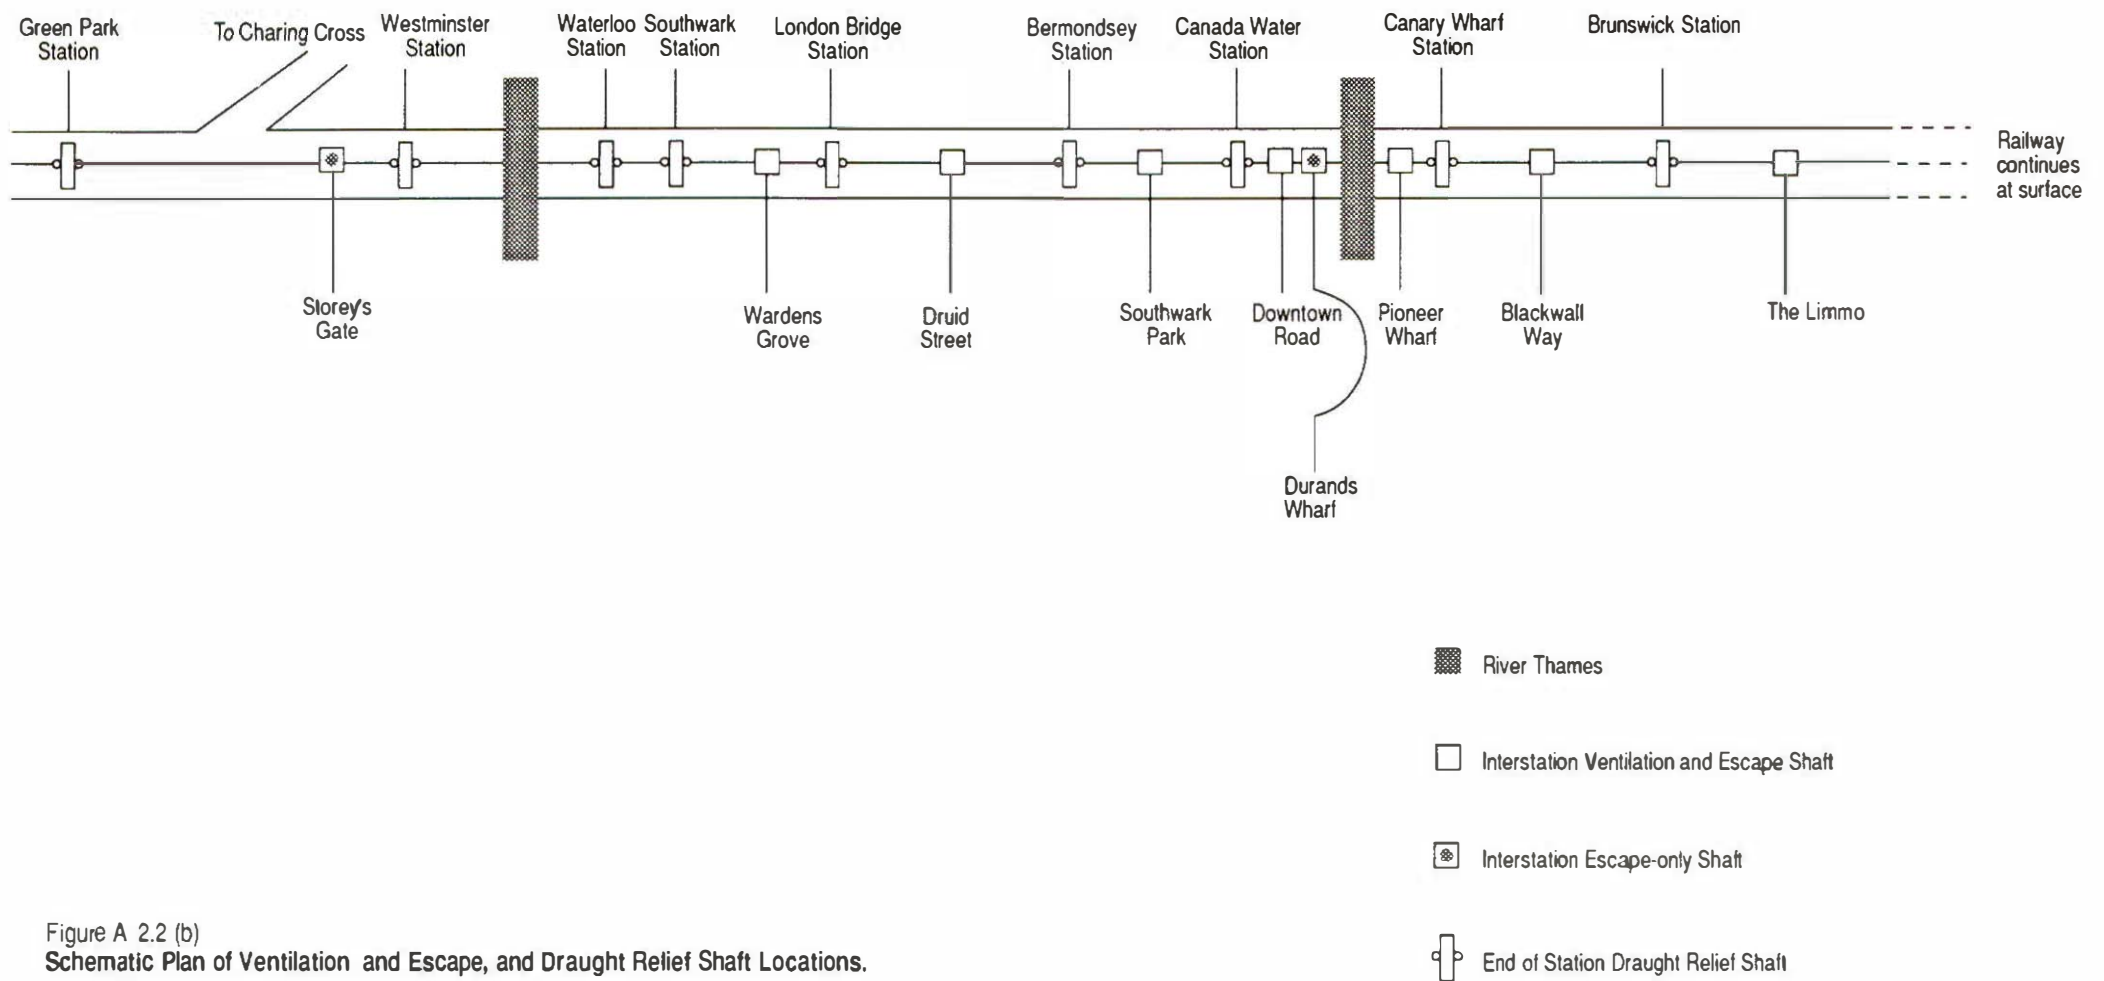 Green Park
Station
To Charing Cross
Westminster
Station
Waterloo
Station
Southwark
Station
London Bridge
Station
Bermondsey
Station
Canada Water
Station
Canary Wharf
Station
Brunswick Station
Railway
continues
at surface
Storey's
Gate
Wardens
Grove
Druid
Street
Southwark
Park
Downtown
Road
Pioneer
Wharf
Blackwall
Way
The Limmo
Durands
Wharf
River Thames
Interstation Ventilation and Escape Shaft
Interstation Escape-only Shaft
End of Station Draught Relief Shaft
Figure A 2.2 (b)
Schematic Plan of Ventilation and Escape, and Draught Relief Shaft Locations.